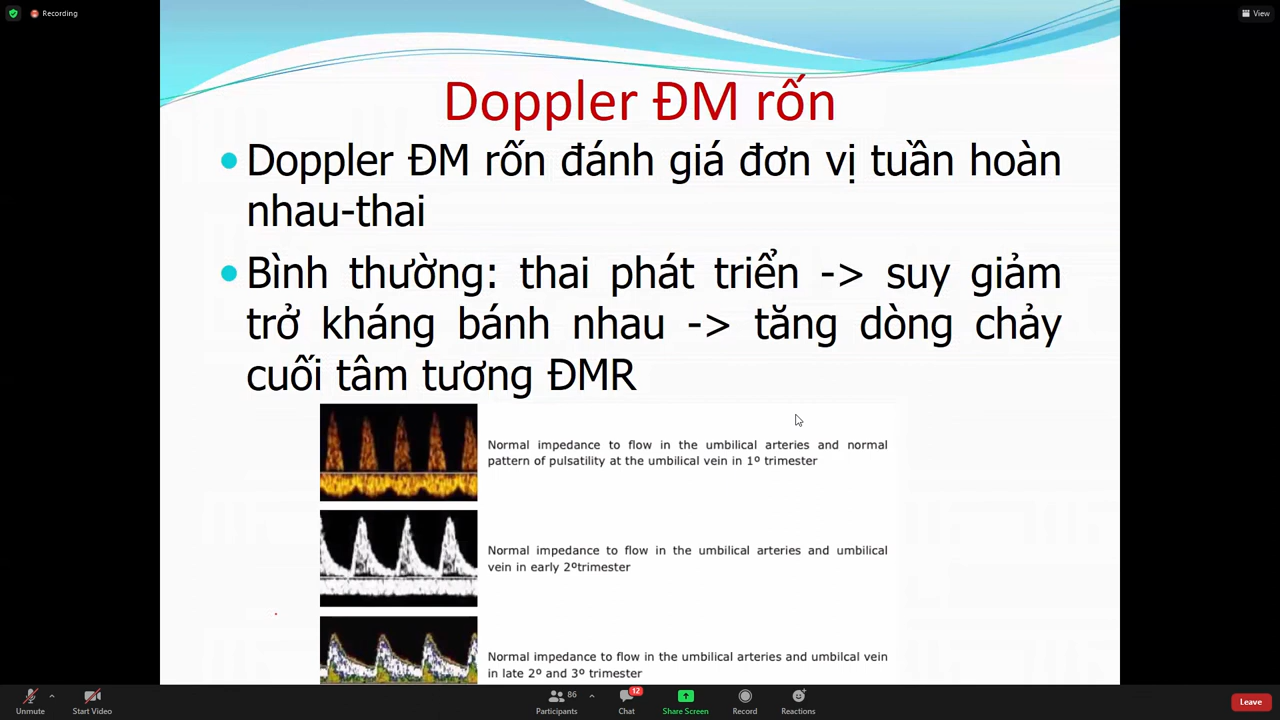 Recording
View
Doppler ĐM rốn
Doppler ĐM rốn đánh giá đơn vị tuần hoàn
nhau-thai
Bình thường: thai phát triển -> suy giảm
trở kháng bánh nhau -> tăng dòng chảy
cuối tâm tương ĐMR
Normal impedance to flow in the umbilical arteries and normal
pattern of pulsatility at the umbilical vein in 1º trimester
Normal impedance to flow in the umbilical arteries and umbilical
vein in early 2ºtrimester
Normal impedance to flow in the umbilical arteries and umbilcal vein
in late 2º and 3º trimester
Unmute
Start Video
86
Participants
12
Chat
Share Screen
Record
Reactions
Leave